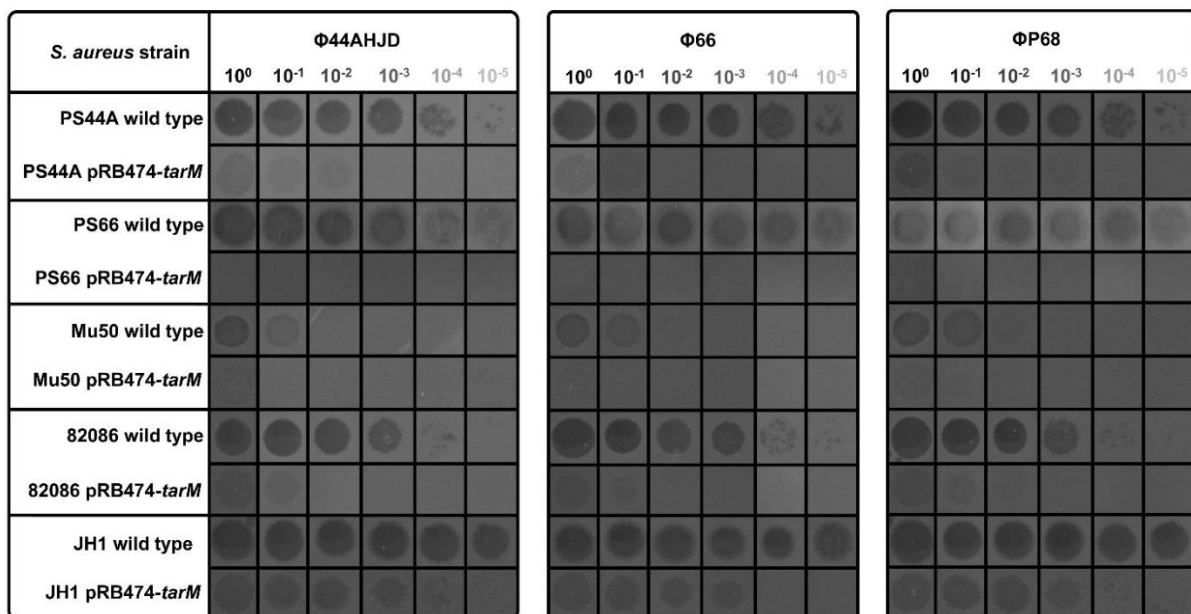 S. aureus strain
Φ44AHJD
10⁰ 10⁻¹ 10⁻² 10⁻³ 10⁻⁴ 10⁻⁵
Φ66
10⁰ 10⁻¹ 10⁻² 10⁻³ 10⁻⁴ 10⁻⁵
ΦP68
10⁰ 10⁻¹ 10⁻² 10⁻³ 10⁻⁴ 10⁻⁵
PS44A wild type
PS44A pRB474-tarM
PS66 wild type
PS66 pRB474-tarM
Mu50 wild type
Mu50 pRB474-tarM
82086 wild type
82086 pRB474-tarM
JH1 wild type
JH1 pRB474-tarM